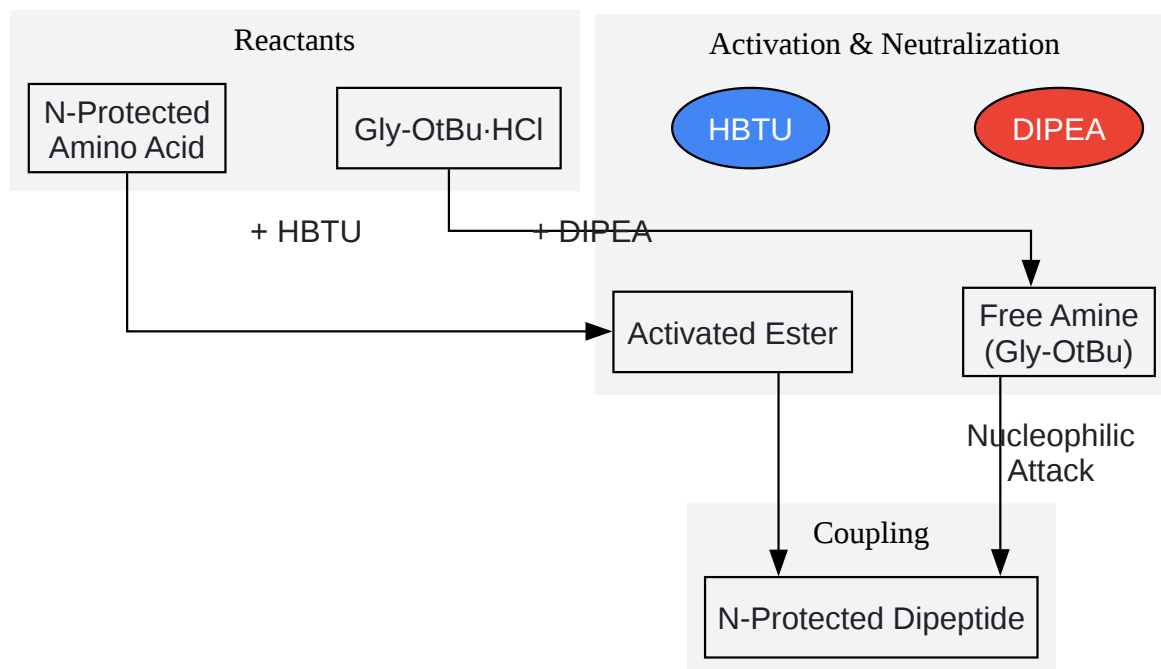 Reactants
Activation & Neutralization
N-Protected
Amino Acid
Gly-OtBu·HCl
HBTU
DIPEA
+ HBTU
+ DIPEA
Activated Ester
Free Amine
(Gly-OtBu)
Nucleophilic
Attack
Coupling
N-Protected Dipeptide